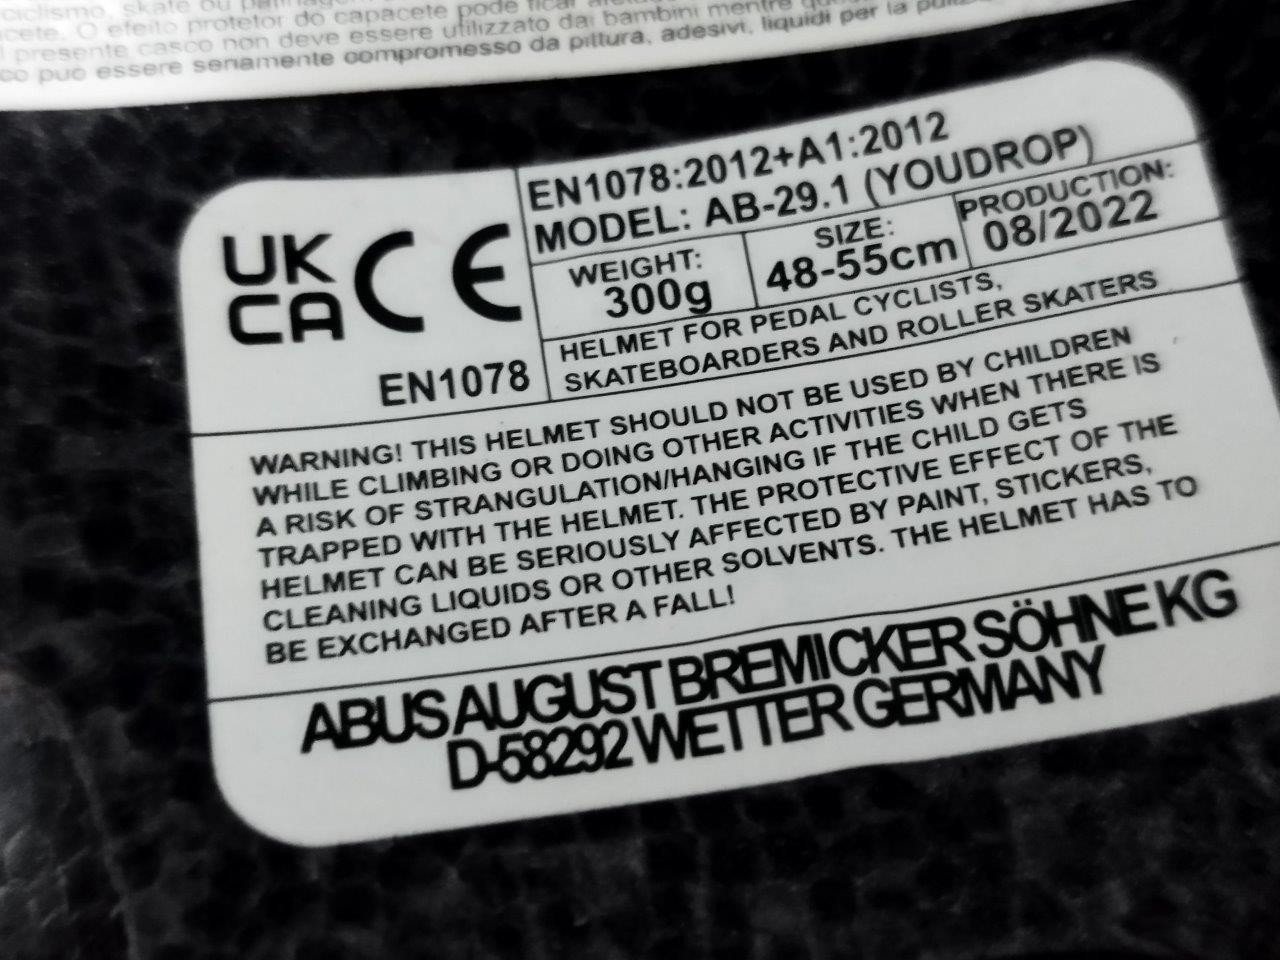 ciclismo, skate ou
O efeito protetor do capacete pode ficar
presente casco non deve essere utilizzato dai bambini mentre
può essere seriamente compromesso da pittura, adesivi, liquidi per la
UK
CA
CE
EN1078
EN1078:2012+A1:2012
MODEL: AB-29.1 (YOUDROP)
WEIGHT:
300g
SIZE:
48-55cm
PRODUCTION:
08/2022
HELMET FOR PEDAL CYCLISTS,
SKATEBOARDERS AND ROLLER SKATERS
WARNING! THIS HELMET SHOULD NOT BE USED BY CHILDREN
WHILE CLIMBING OR DOING OTHER ACTIVITIES WHEN THERE IS
A RISK OF STRANGULATION/HANGING IF THE CHILD GETS
TRAPPED WITH THE HELMET. THE PROTECTIVE EFFECT OF THE
HELMET CAN BE SERIOUSLY AFFECTED BY PAINT, STICKERS,
CLEANING LIQUIDS OR OTHER SOLVENTS. THE HELMET HAS TO
BE EXCHANGED AFTER A FALL!
ABUS AUGUST BREMICKER SÖHNE KG
D-58292 WETTER GERMANY